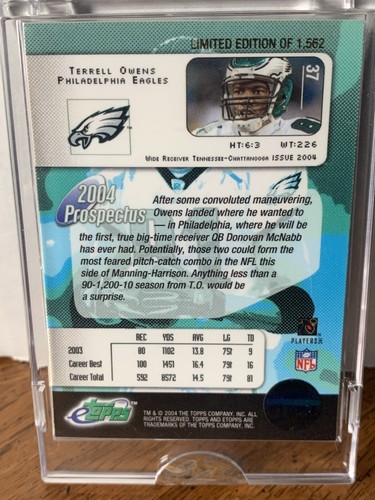 LIMITED EDITION OF 1,562
TERRELL OWENS
PHILADELPHIA EAGLES
37
HT:6-3 WT:226
WIDE RECEIVER TENNESSEE-CHATTANOOGA ISSUE 2004
2004
Prospectus
After some convoluted maneuvering,
Owens landed where he wanted to
— in Philadelphia, where he will be
the first, true big-time receiver QB Donovan McNabb
has ever had. Potentially, those two could form the
most feared pitch-catch combo in the NFL this
side of Manning-Harrison. Anything less than a
90-1,200-10 season from T.O. would be
a surprise.
REC YDS AVG LG TD
2003 80 1102 13.8 75T 9
Career Best 100 1451 16.4 79T 16
Career Total 592 8572 14.5 79T 81
PLAYERS INC
NFL
eTopps
TM & © 2004 THE TOPPS COMPANY, INC. ALL
RIGHTS RESERVED. TOPPS AND ETOPPS ARE
TRADEMARKS OF THE TOPPS COMPANY, INC.